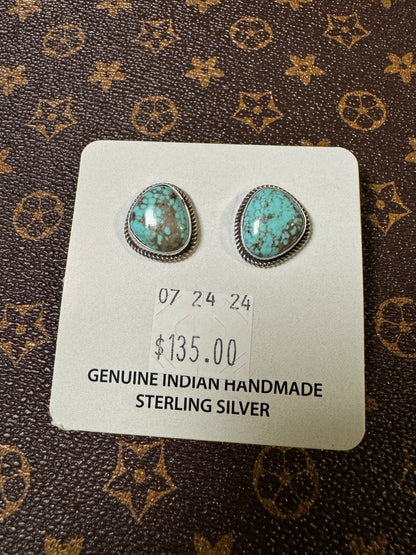 07 24 24
$135.00
GENUINE INDIAN HANDMADE
STERLING SILVER